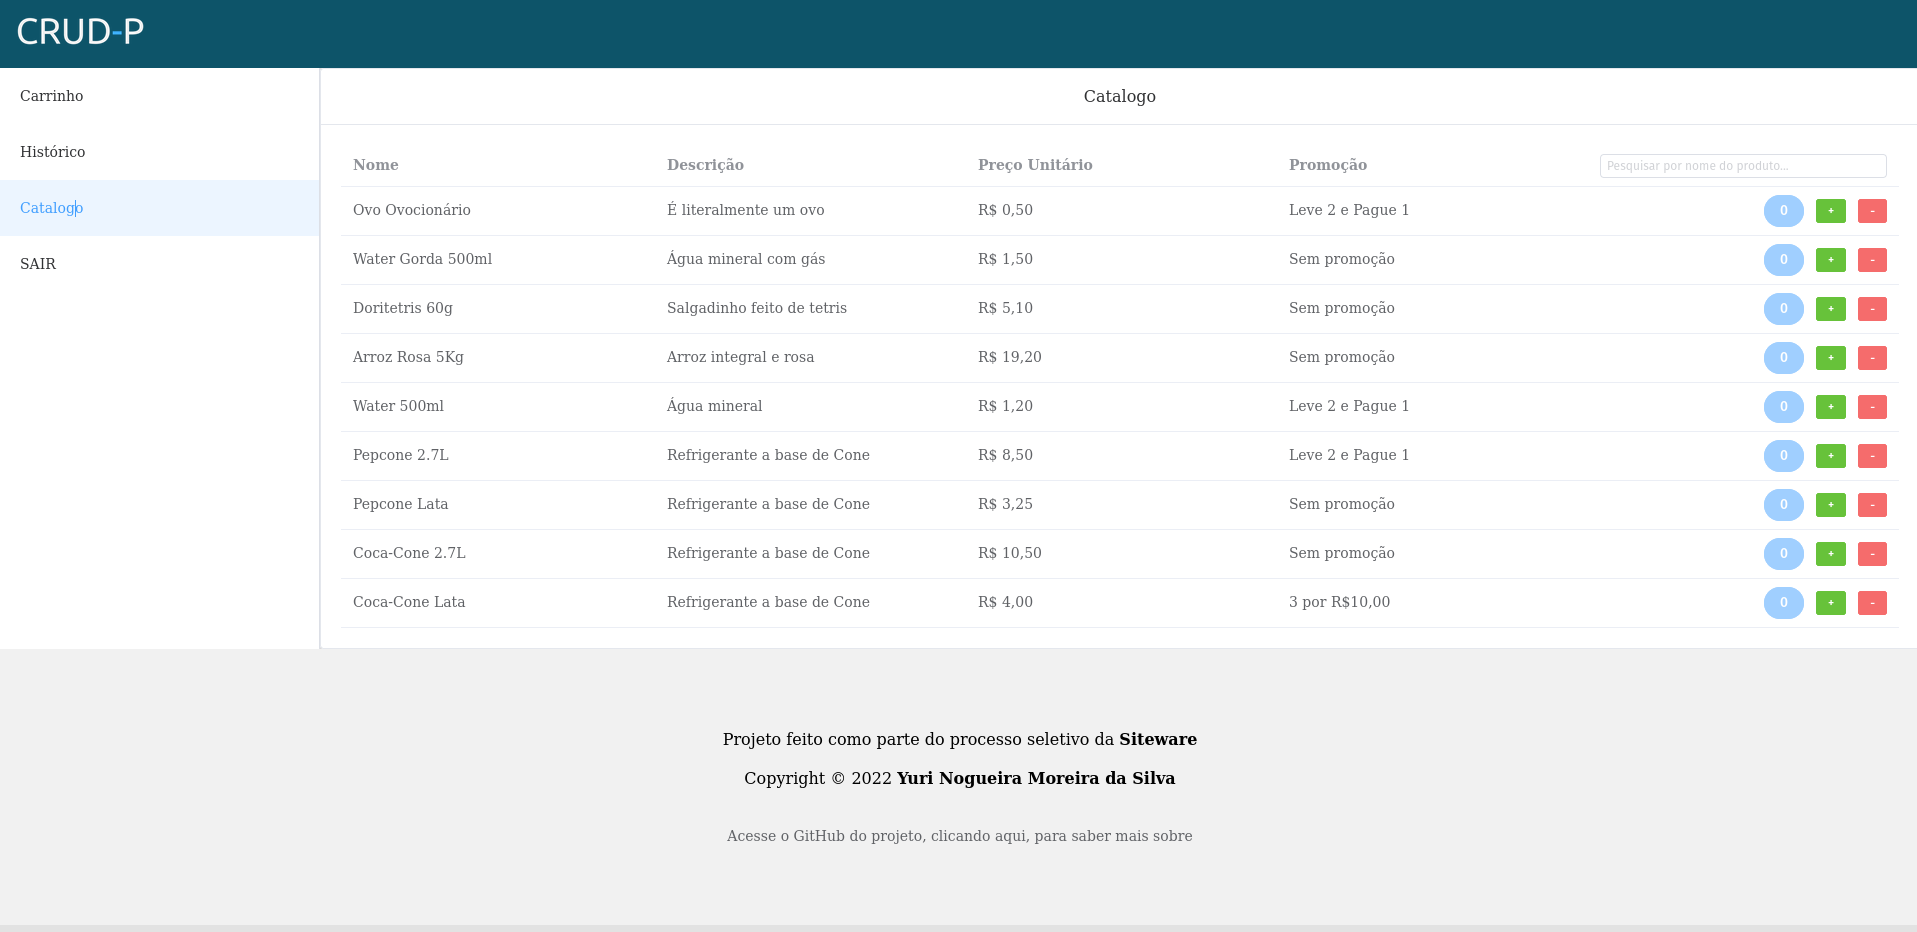 CRUD-P
Carrinho
Histórico
Catalogo
SAIR
Catalogo
Nome Descrição Preço Unitário Promoção Pesquisar por nome do produto...
Ovo Ovocionário É literalmente um ovo R$ 0,50 Leve 2 e Pague 1 0 + -
Water Gorda 500ml Água mineral com gás R$ 1,50 Sem promoção 0 + -
Doritetris 60g Salgadinho feito de tetris R$ 5,10 Sem promoção 0 + -
Arroz Rosa 5Kg Arroz integral e rosa R$ 19,20 Sem promoção 0 + -
Water 500ml Água mineral R$ 1,20 Leve 2 e Pague 1 0 + -
Pepcone 2.7L Refrigerante a base de Cone R$ 8,50 Leve 2 e Pague 1 0 + -
Pepcone Lata Refrigerante a base de Cone R$ 3,25 Sem promoção 0 + -
Coca-Cone 2.7L Refrigerante a base de Cone R$ 10,50 Sem promoção 0 + -
Coca-Cone Lata Refrigerante a base de Cone R$ 4,00 3 por R$10,00 0 + -
Projeto feito como parte do processo seletivo da Siteware
Copyright © 2022 Yuri Nogueira Moreira da Silva
Acesse o GitHub do projeto, clicando aqui, para saber mais sobre